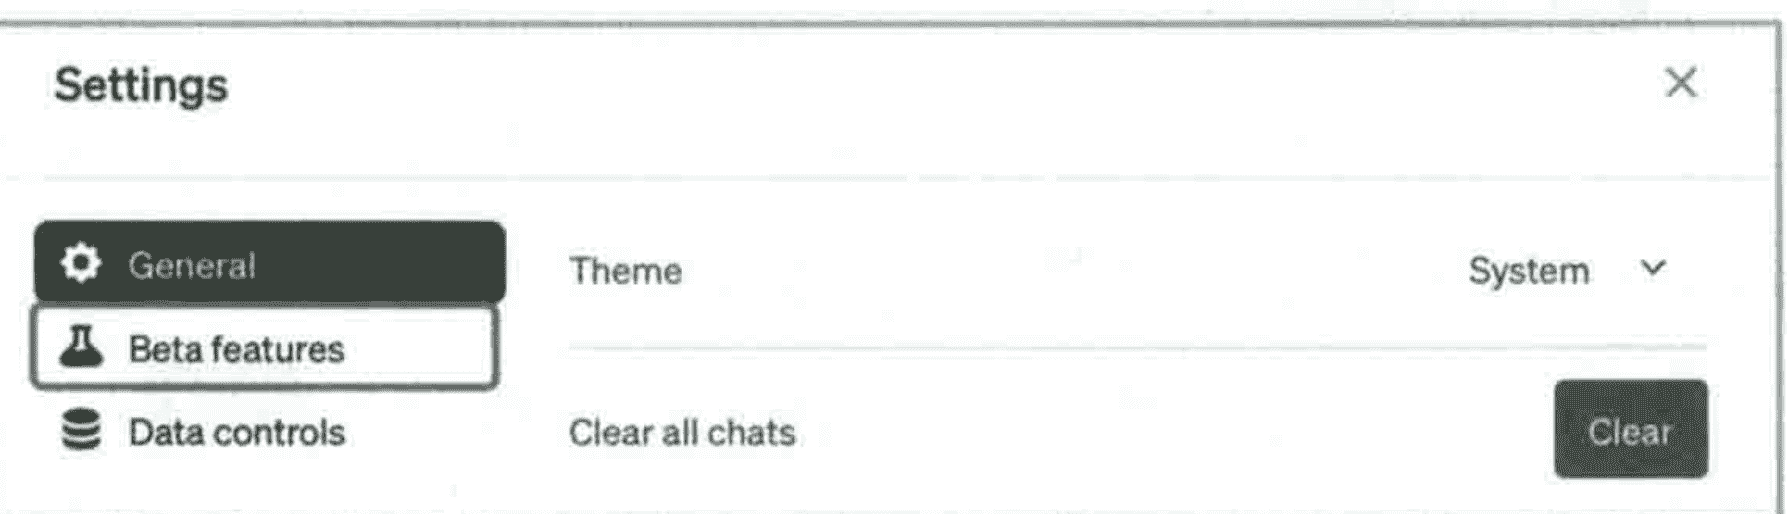 Settings
General
Beta features
Data controls
Theme
System
Clear all chats
Clear